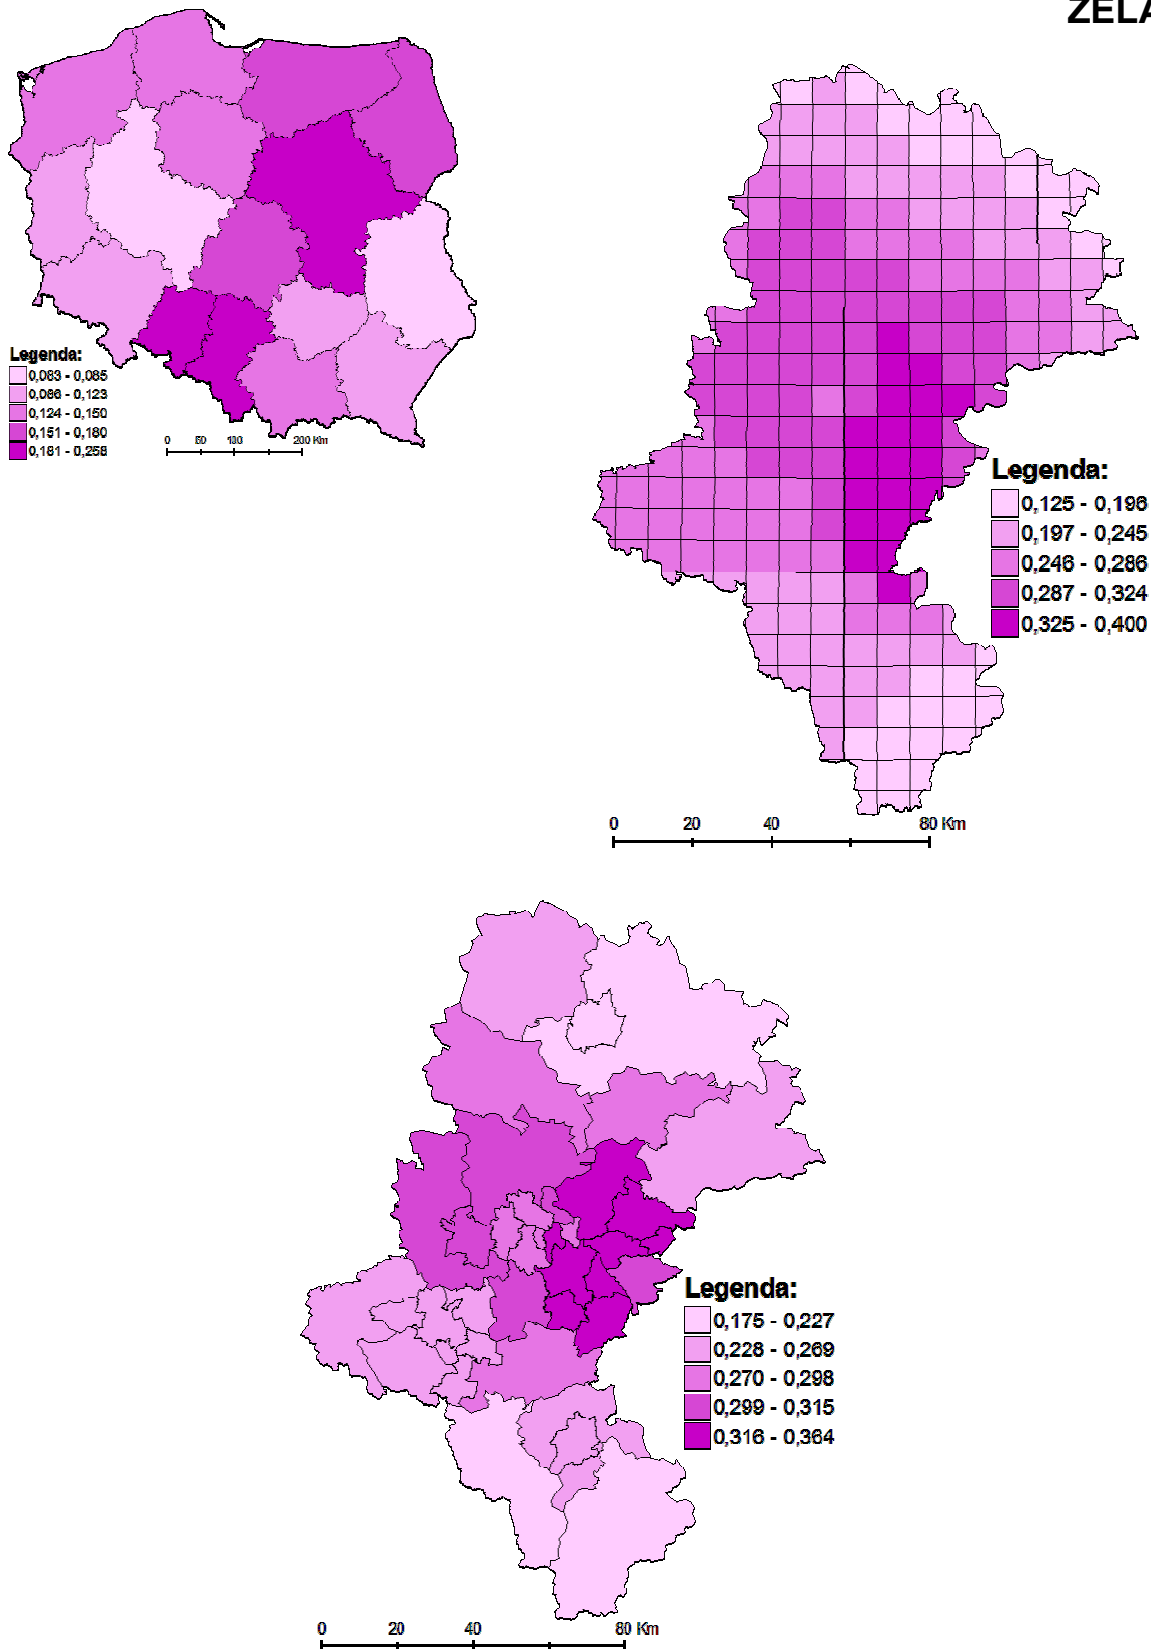 ZELA
Legenda:
0,083 - 0,085
0,086 - 0,123
0,124 - 0,150
0,151 - 0,180
0,181 - 0,258
0 50 100 200 Km
Legenda:
0,125 - 0,196
0,197 - 0,245
0,246 - 0,286
0,287 - 0,324
0,325 - 0,400
0 20 40 80 Km
Legenda:
0,175 - 0,227
0,228 - 0,269
0,270 - 0,298
0,299 - 0,315
0,316 - 0,364
0 20 40 80 Km